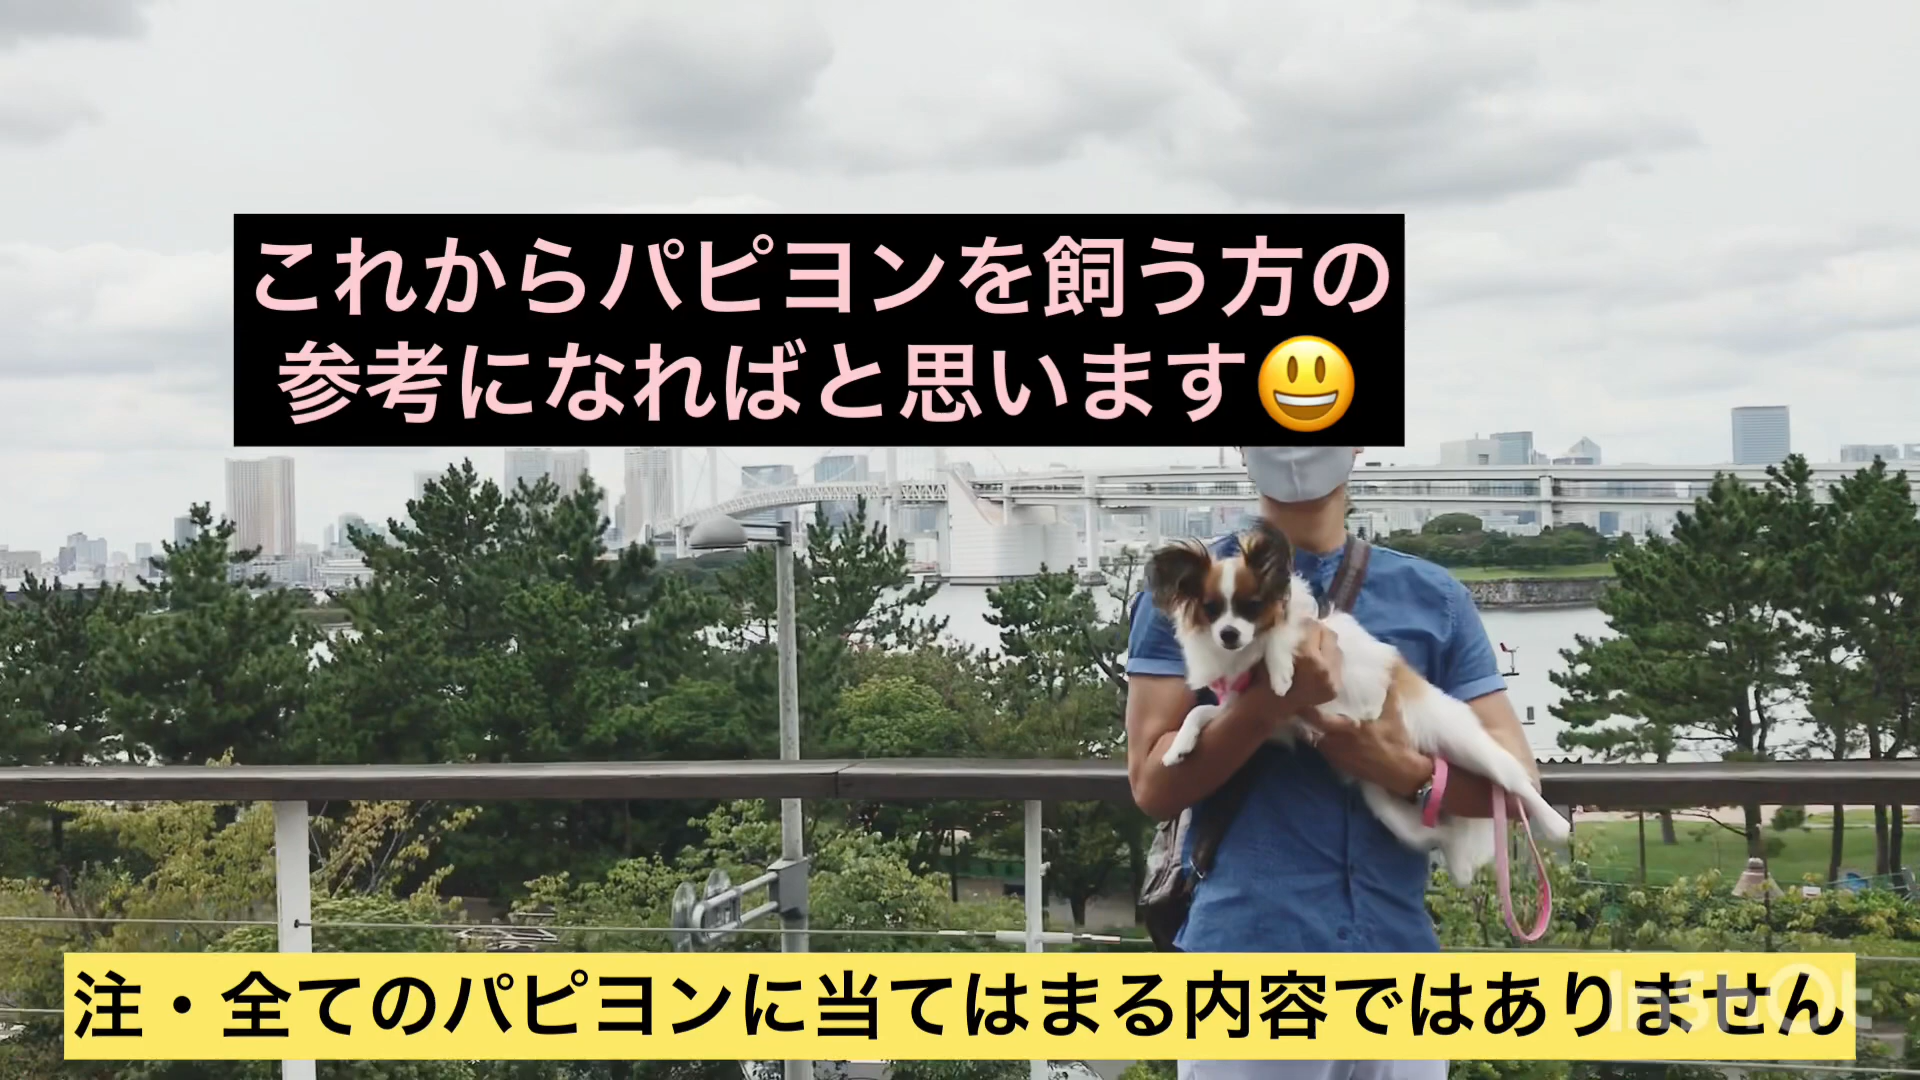 これからパピヨンを飼う方の
参考になればと思います😃
注・全てのパピヨンに当てはまる内容ではありません
InShOt